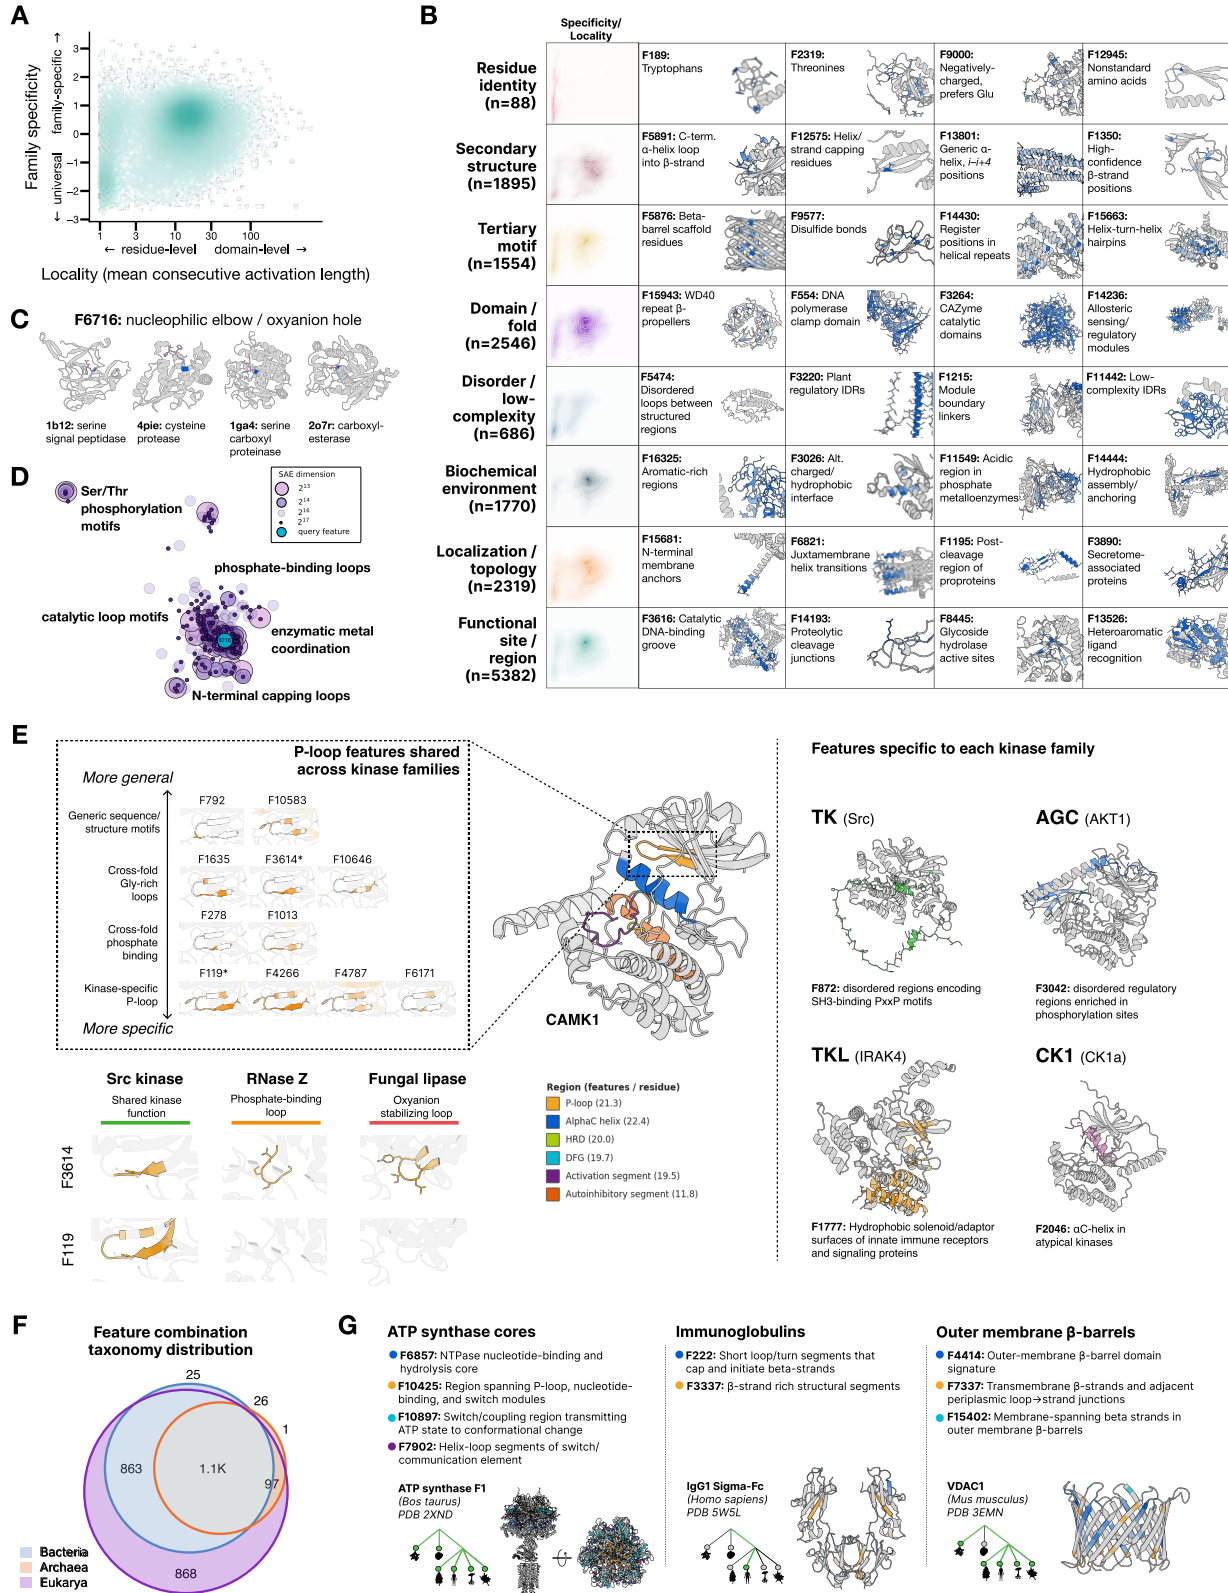 A
Family specificity
← universal
family-specific →
3
2
1
0
−1
−2
−3
1
3
10
30
100
← residue-level
domain-level →
Locality (mean consecutive activation length)
B
Specificity/
Locality
Residue
identity
(n=88)
F189:
Tryptophans
F2319:
Threonines
F9000:
Negatively-
charged,
prefers Glu
F12945:
Nonstandard
amino acids
Secondary
structure
(n=1895)
F5891: C-term.
α-helix loop
into β-strand
F12575: Helix/
strand capping
residues
F13801:
Generic α-
helix, i–i+4
positions
F1350:
High-
confidence
β-strand
positions
Tertiary
motif
(n=1554)
F5876: Beta-
barrel scaffold
residues
F9577:
Disulfide bonds
F14430:
Register
positions in
helical repeats
F15663:
Helix-turn-helix
hairpins
Domain /
fold
(n=2546)
F15943: WD40
repeat β-
propellers
F554: DNA
polymerase
clamp domain
F3264:
CAZyme
catalytic
domains
F14236:
Allosteric
sensing/
regulatory
modules
Disorder /
low-
complexity
(n=686)
F5474:
Disordered
loops between
structured
regions
F3220: Plant
regulatory IDRs
F1215:
Module
boundary
linkers
F11442: Low-
complexity IDRs
Biochemical
environment
(n=1770)
F16325:
Aromatic-rich
regions
F3026: Alt.
charged/
hydrophobic
interface
F11549: Acidic
region in
phosphate
metalloenzymes
F14444:
Hydrophobic
assembly/
anchoring
Localization /
topology
(n=2319)
F15681:
N-terminal
membrane
anchors
F6821:
Juxtamembrane
helix transitions
F1195: Post-
cleavage
region of
proproteins
F3890:
Secretome-
associated
proteins
Functional
site /
region
(n=5382)
F3616: Catalytic
DNA-binding
groove
F14193:
Proteolytic
cleavage
junctions
F8445:
Glycoside
hydrolase
active sites
F13526:
Heteroaromatic
ligand
recognition
C
F6716: nucleophilic elbow / oxyanion hole
1b12: serine
signal peptidase
4pie: cysteine
protease
1ga4: serine
carboxyl
proteinase
2o7r: carboxyl-
esterase
D
SAE dimension
2^13
2^14
2^16
2^17
query feature
Ser/Thr
phosphorylation
motifs
phosphate-binding loops
catalytic loop motifs
6716
enzymatic metal
coordination
N-terminal capping loops
E
P-loop features shared
across kinase families
More general
Generic sequence/
structure motifs
F792
F10583
Cross-fold
Gly-rich
loops
F1635
F3614*
F10646
Cross-fold
phosphate
binding
F278
F1013
Kinase-specific
P-loop
F119*
F4266
F4787
F6171
More specific
CAMK1
Src kinase
Shared kinase
function
RNase Z
Phosphate-binding
loop
Fungal lipase
Oxyanion
stabilizing loop
F3614
F119
Region (features / residue)
P-loop (21.3)
AlphaC helix (22.4)
HRD (20.0)
DFG (19.7)
Activation segment (19.5)
Autoinhibitory segment (11.8)
Features specific to each kinase family
TK (Src)
F872: disordered regions encoding
SH3-binding PxxP motifs
AGC (AKT1)
F3042: disordered regulatory
regions enriched in
phosphorylation sites
TKL (IRAK4)
F1777: Hydrophobic solenoid/adaptor
surfaces of innate immune receptors
and signaling proteins
CK1 (CK1a)
F2046: αC-helix in
atypical kinases
F
Feature combination
taxonomy distribution
25
26
1
863
1.1K
97
868
Bacteria
Archaea
Eukarya
G
ATP synthase cores
F6857: NTPase nucleotide-binding and
hydrolysis core
F10425: Region spanning P-loop, nucleotide-
binding, and switch modules
F10897: Switch/coupling region transmitting
ATP state to conformational change
F7902: Helix-loop segments of switch/
communication element
ATP synthase F1
(Bos taurus)
PDB 2XND
Immunoglobulins
F222: Short loop/turn segments that
cap and initiate beta-strands
F3337: β-strand rich structural segments
IgG1 Sigma-Fc
(Homo sapiens)
PDB 5W5L
Outer membrane β-barrels
F4414: Outer-membrane β-barrel domain
signature
F7337: Transmembrane β-strands and adjacent
periplasmic loop→strand junctions
F15402: Membrane-spanning beta strands in
outer membrane β-barrels
VDAC1
(Mus musculus)
PDB 3EMN